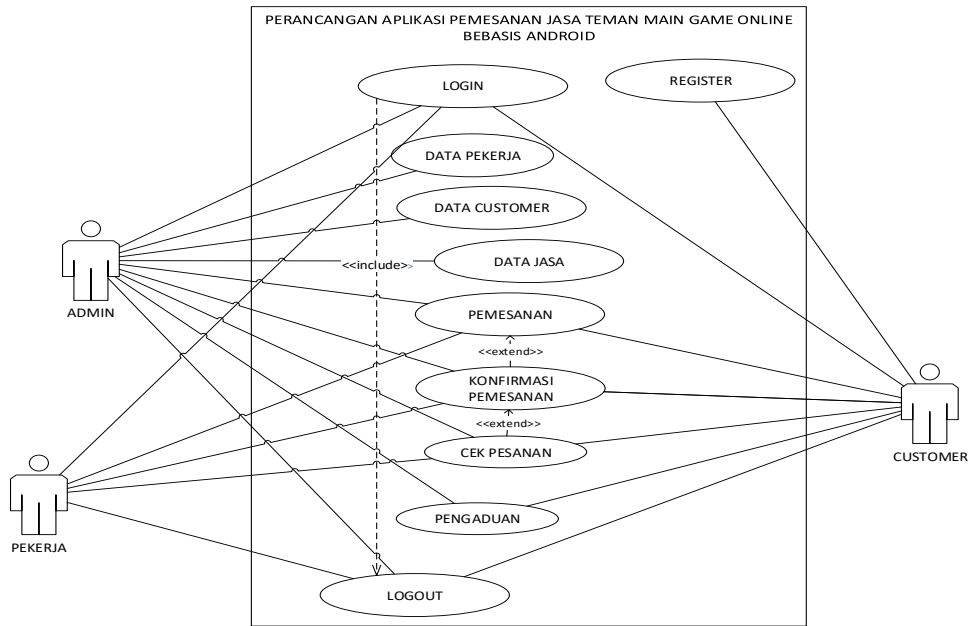 PERANCANGAN APLIKASI PEMESANAN JASA TEMAN MAIN GAME ONLINE
BEBASIS ANDROID
LOGIN
REGISTER
DATA PEKERJA
DATA CUSTOMER
<<include>>
DATA JASA
ADMIN
PEMESANAN
<<extend>>
KONFIRMASI
PEMESANAN
<<extend>>
CEK PESANAN
CUSTOMER
PENGADUAN
PEKERJA
LOGOUT